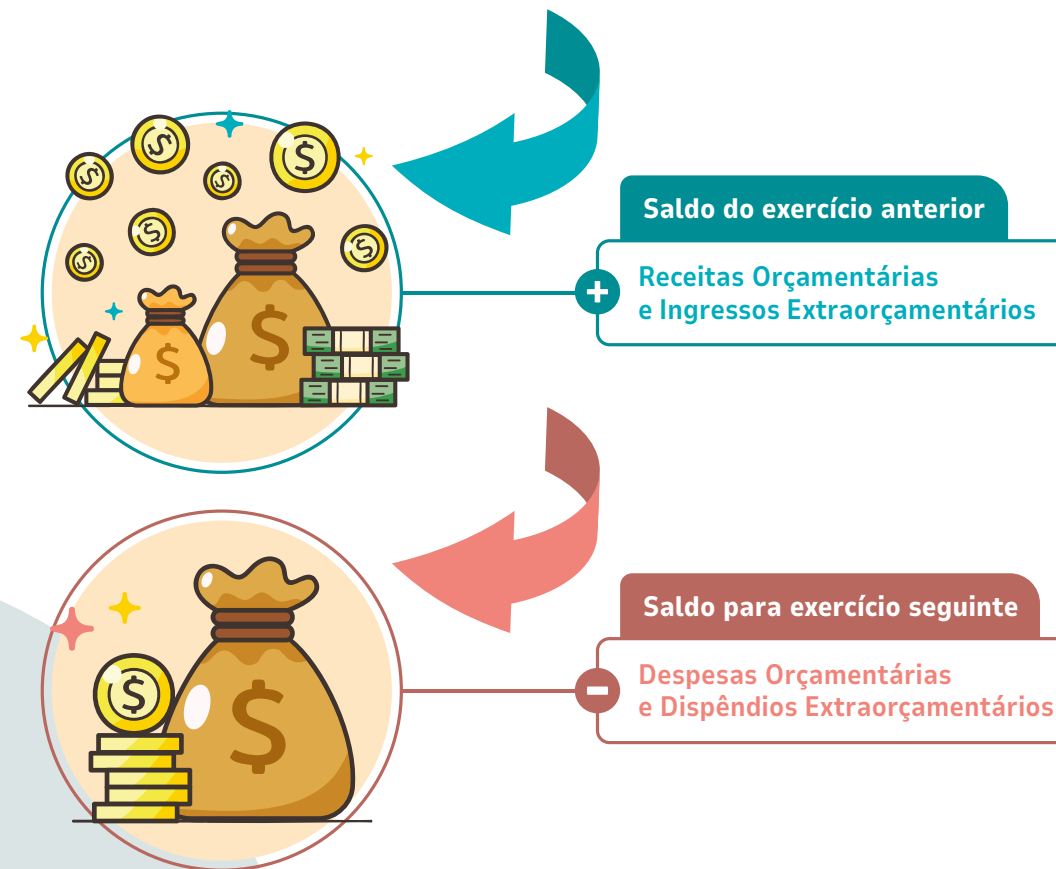 Saldo do exercício anterior
Receitas Orçamentárias
e Ingressos Extraorçamentários
Saldo para exercício seguinte
Despesas Orçamentárias
e Dispêndios Extraorçamentários